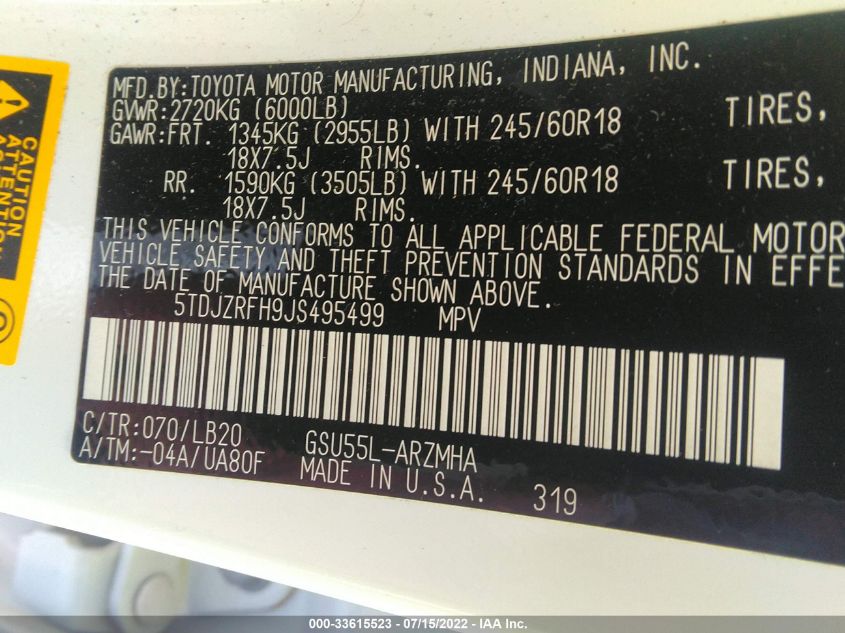 CAUTION
ATTENTION
MFD.BY:TOYOTA MOTOR MANUFACTURING, INDIANA, INC.
GVWR:2720KG (6000LB)
GAWR:FRT. 1345KG (2955LB) WITH 245/60R18 TIRES,
18X7.5J RIMS.
RR. 1590KG (3505LB) WITH 245/60R18 TIRES,
18X7.5J RIMS.
THIS VEHICLE CONFORMS TO ALL APPLICABLE FEDERAL MOTOR
VEHICLE SAFETY AND THEFT PREVENTION STANDARDS IN EFFE
THE DATE OF MANUFACTURE SHOWN ABOVE.
5TDJZRFH9JS495499 MPV
C/TR:070/LB20 GSU55L-ARZMHA
A/TM:-04A/UA80F MADE IN U.S.A. 319
000-33615523 - 07/15/2022 - IAA Inc.